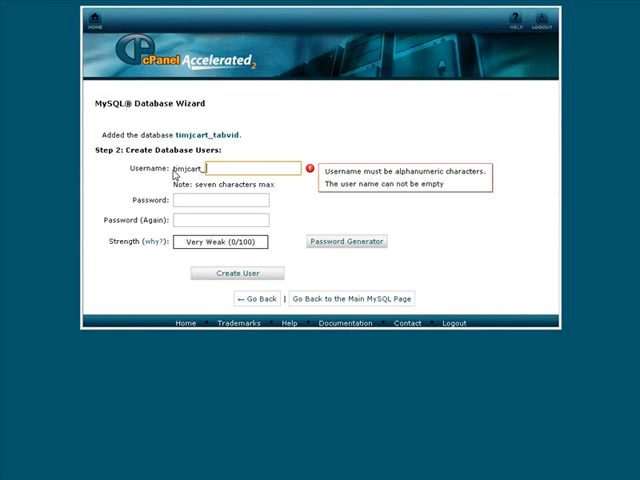 HOME
HELP
LOGOUT
cPanel Accelerated2
MySQL® Database Wizard
Added the database timjcart_tabvid.
Step 2: Create Database Users:
Username: timjcart_
Username must be alphanumeric characters.
The user name can not be empty
Note: seven characters max
Password:
Password (Again):
Strength (why?): Very Weak (0/100) Password Generator
Create User
← Go Back | Go Back to the Main MySQL Page
Home • Trademarks • Help • Documentation • Contact • Logout